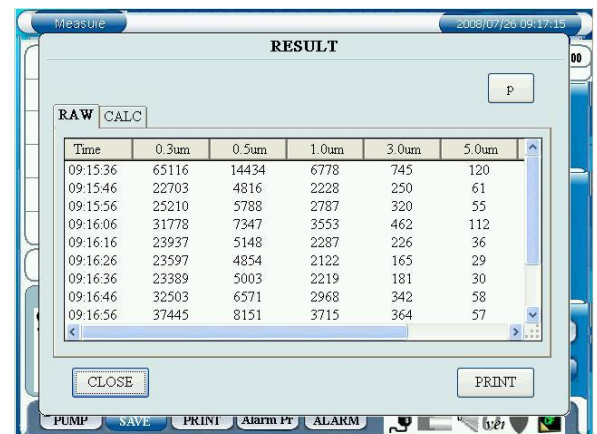 Measure 2008/07/26 09:17:15
RESULT
00
p
RAW CALC
Time 0.3um 0.5um 1.0um 3.0um 5.0um
09:15:36 65116 14434 6778 745 120
09:15:46 22703 4816 2228 250 61
09:15:56 25210 5788 2787 320 55
09:16:06 31778 7347 3553 462 112
09:16:16 23937 5148 2287 226 36
09:16:26 23597 4854 2122 165 29
09:16:36 23389 5003 2219 181 30
09:16:46 32503 6571 2968 342 58
09:16:56 37445 8151 3715 364 57
CLOSE PRINT
PUMP SAVE PRINT Alarm Pr ALARM